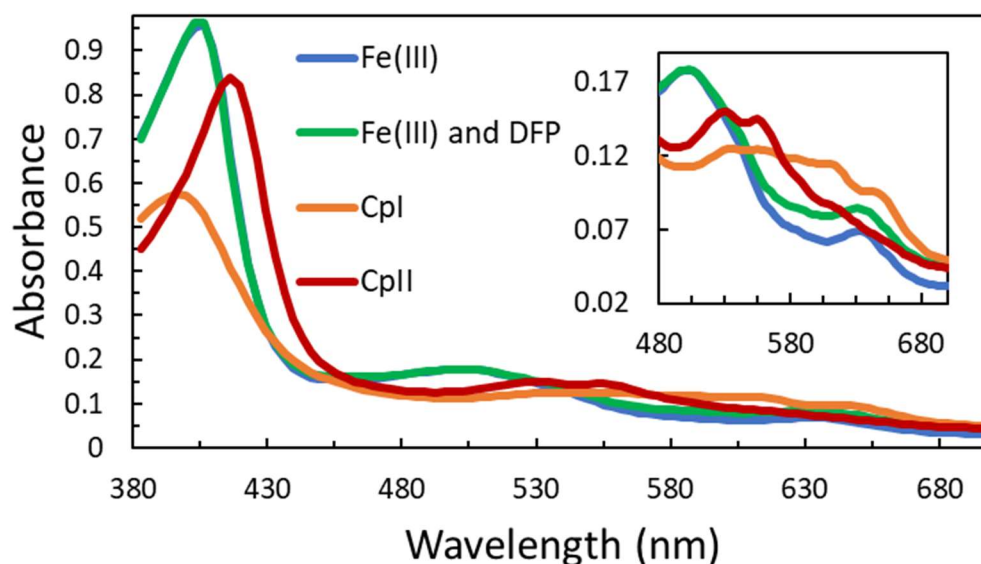 Absorbance
0.9
0.8
0.7
0.6
0.5
0.4
0.3
0.2
0.1
0
380 430 480 530 580 630 680
Wavelength (nm)
Fe(III)
Fe(III) and DFP
CpI
CpII
0.17
0.12
0.07
0.02
480 580 680